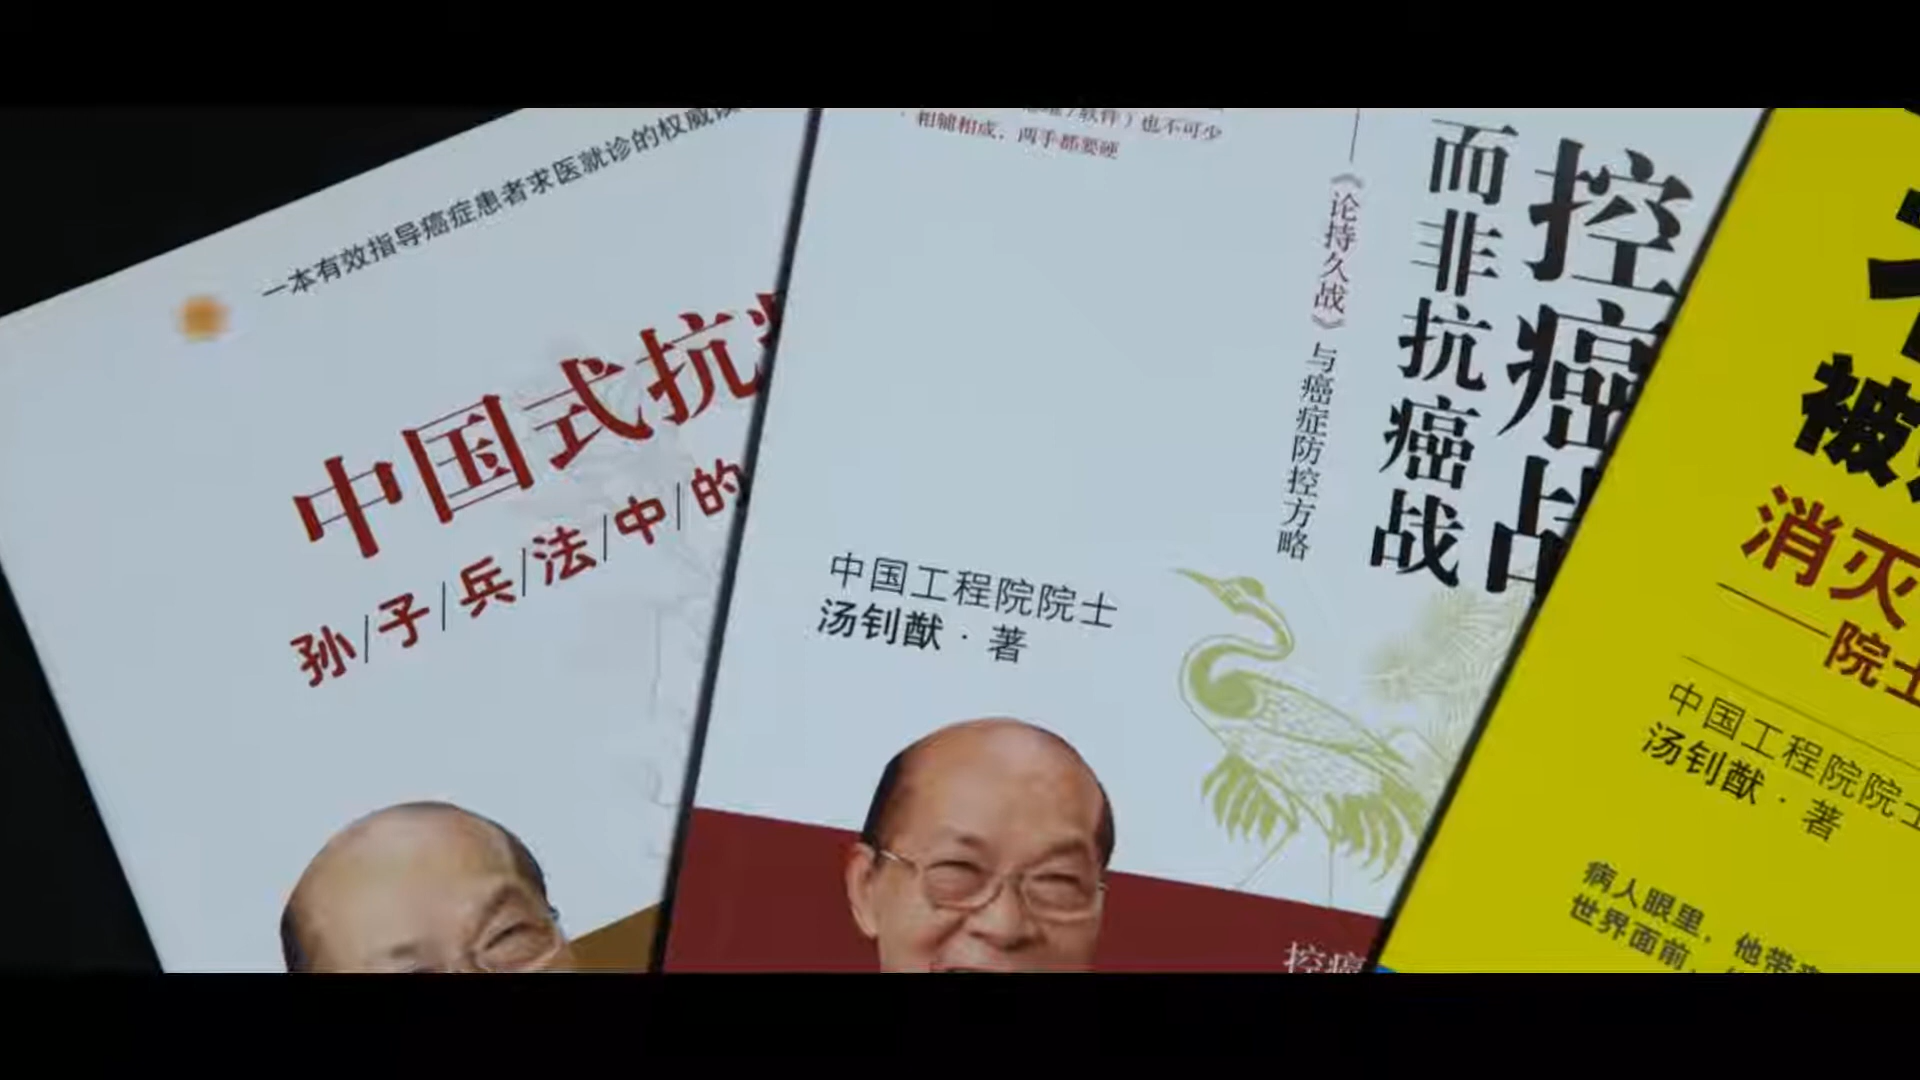 一本有效指导癌症患者求医就诊的权威
中国式抗
孙/子/兵/法/中/的
软件）也不可少
相辅相成，两手都要硬
控癌战
而非抗癌战
《论持久战》与癌症防控方略
中国工程院院士
汤钊猷·著
控癌
被
消灭
——院士
中国工程院院士
汤钊猷·著
病人眼里，他带
世界面前，